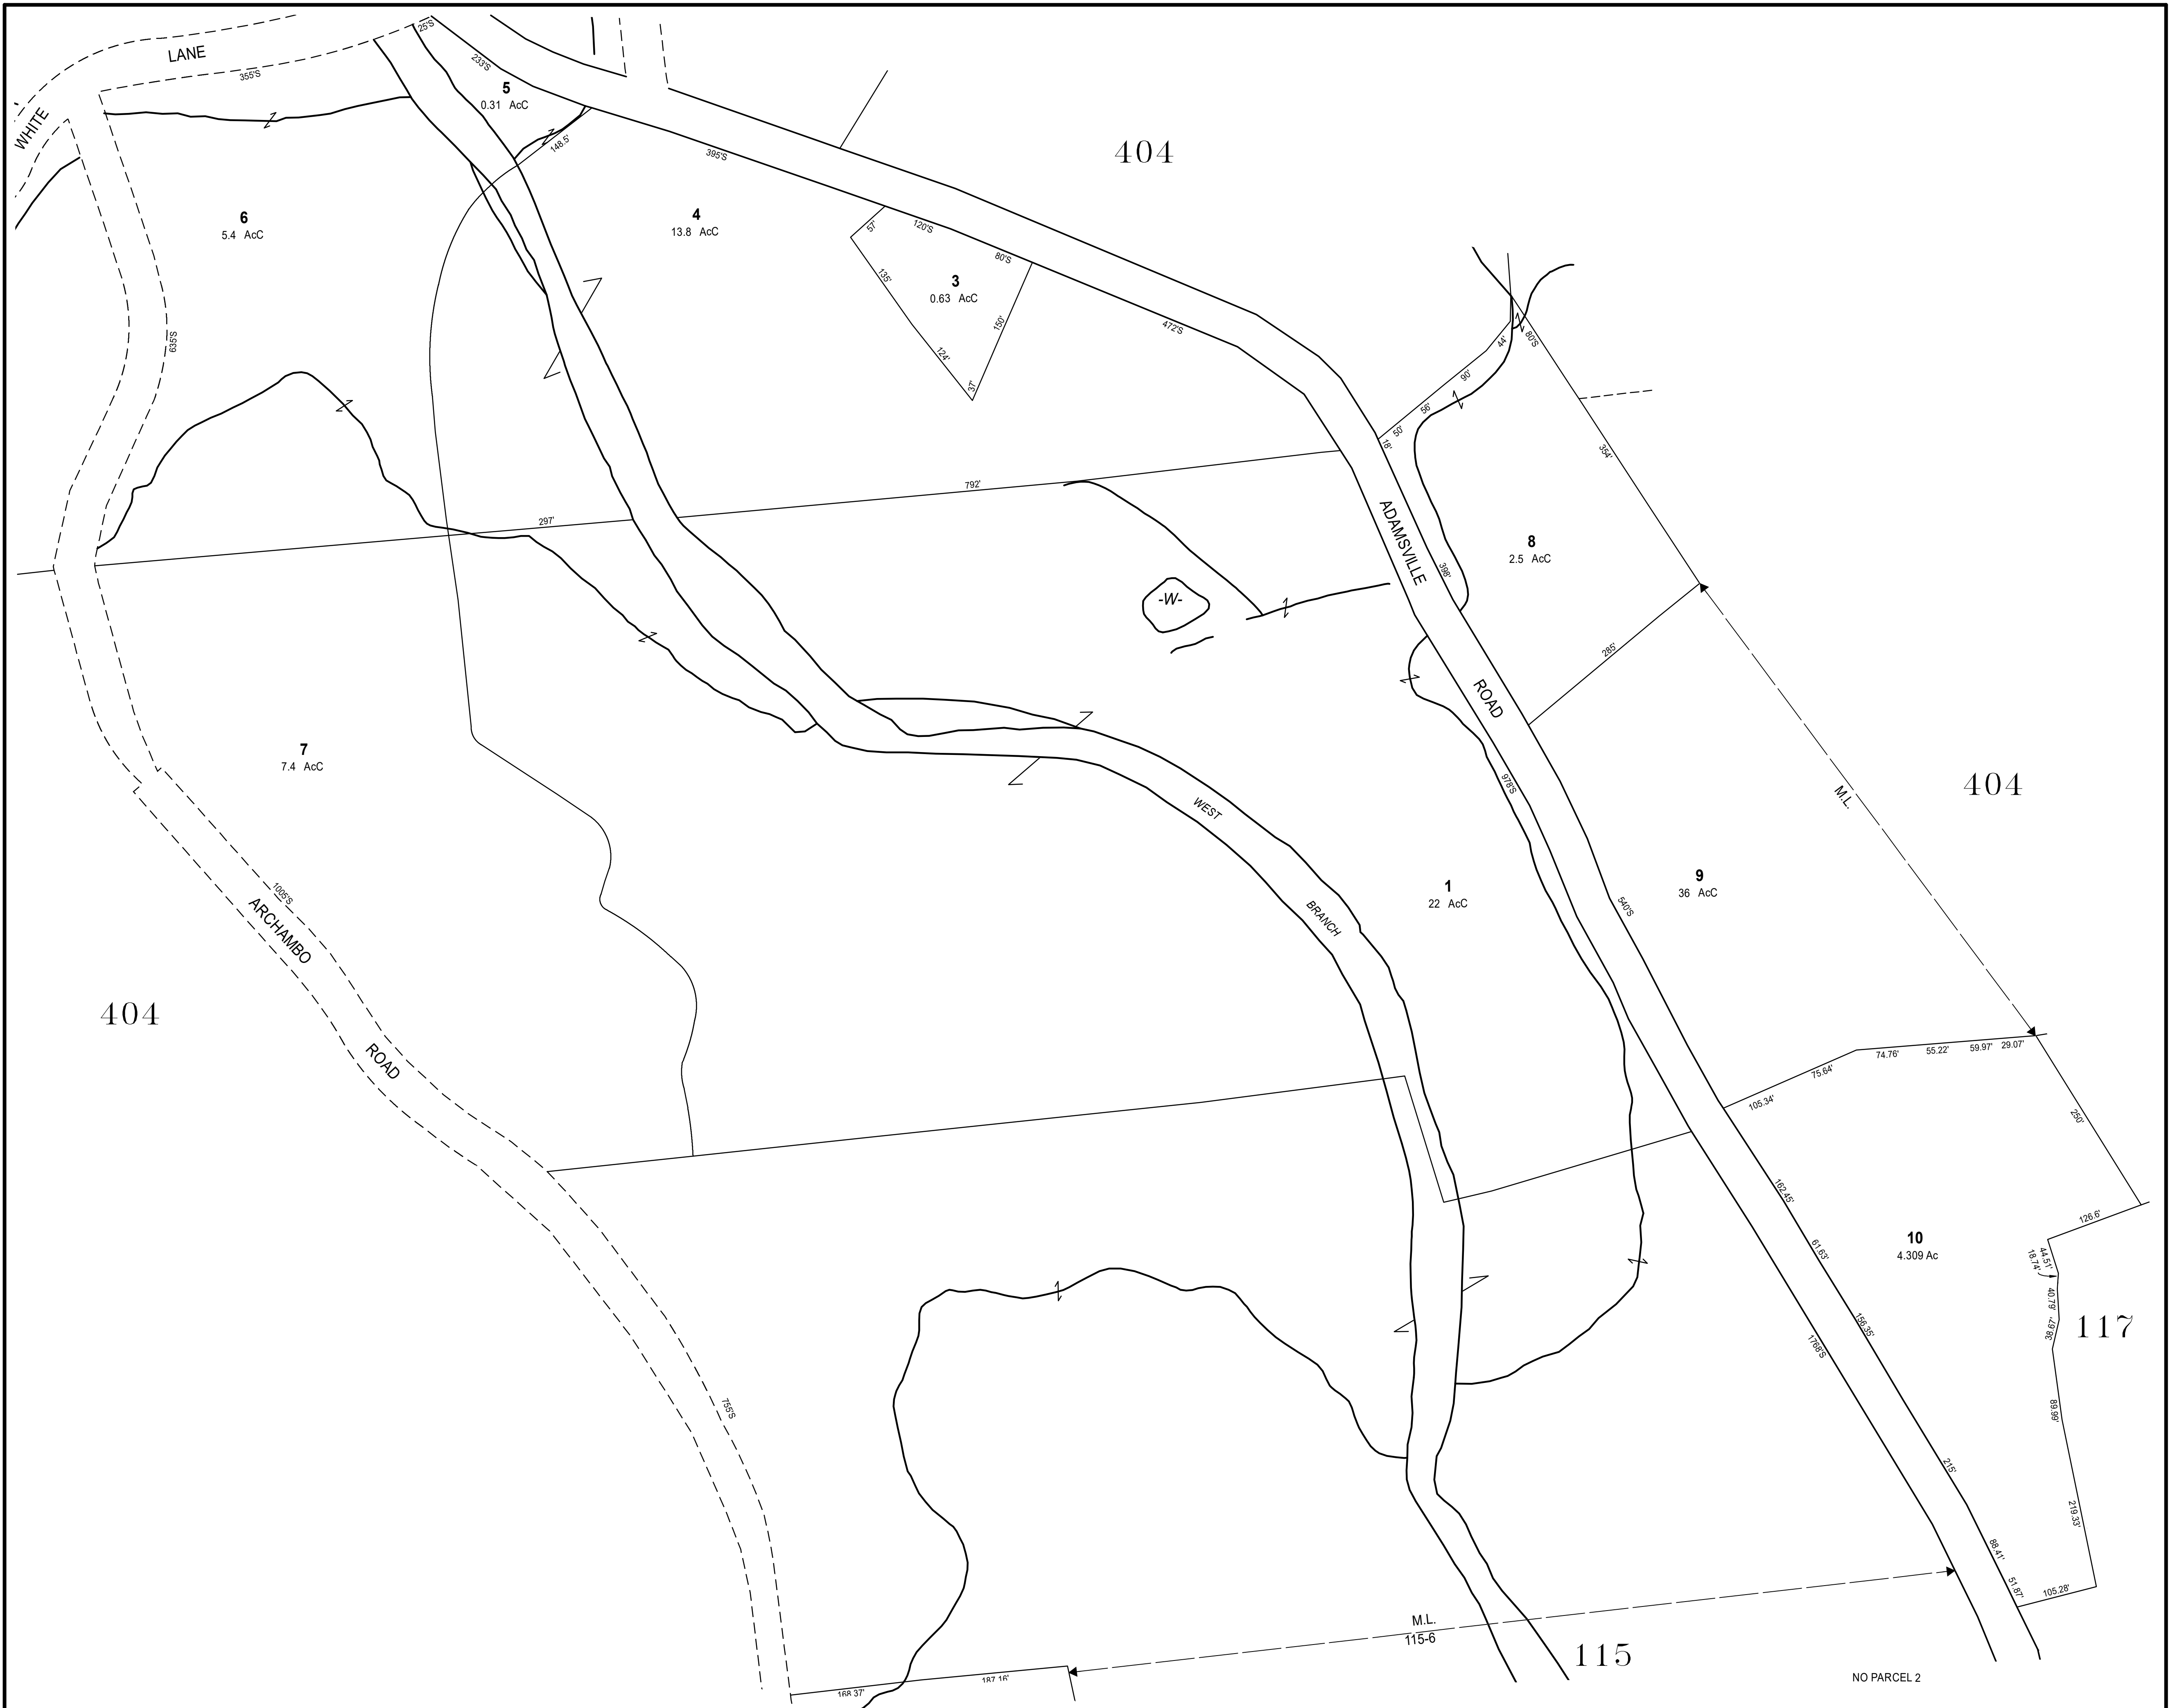 LANE
WHITE
355'S
25'S
233'S
5
0.31 AcC
148.5'
395'S
404
6
5.4 AcC
4
13.8 AcC
57'
120'S
80'S
135'
3
0.63 AcC
150'
124'
37'
472'S
635'S
44'
80'S
90'
56'
50'
18'
354'
792'
297'
ADAMSVILLE
398'
8
2.5 AcC
-W-
285'
ROAD
7
7.4 AcC
978'S
M.L.
404
WEST
BRANCH
1
22 AcC
9
36 AcC
540'S
1005'S
ARCHAMBO
404
ROAD
74.76'
55.22'
59.97'
29.07'
75.64'
105.34'
250'
162.45'
126.6'
61.63'
10
4.309 Ac
44.51'
18.74'
40.79'
38.67'
117
156.35'
1768'S
755'S
89.99'
215'
219.33'
88.41'
51.87'
105.28'
M.L.
115-6
115
187.16'
168.37'
NO PARCEL 2